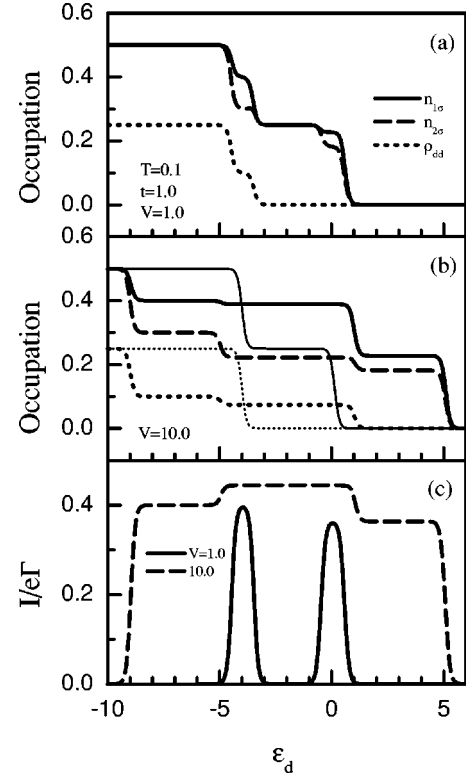 0.6
(a)
0.4
n1σ
n2σ
ρdd
0.2
T=0.1
t=1.0
V=1.0
0.0
Occupation
0.6
(b)
0.4
0.2
V=10.0
0.0
Occupation
(c)
0.4
V=1.0
10.0
0.2
0.0
I/eΓ
-10 -5 0 5
εd